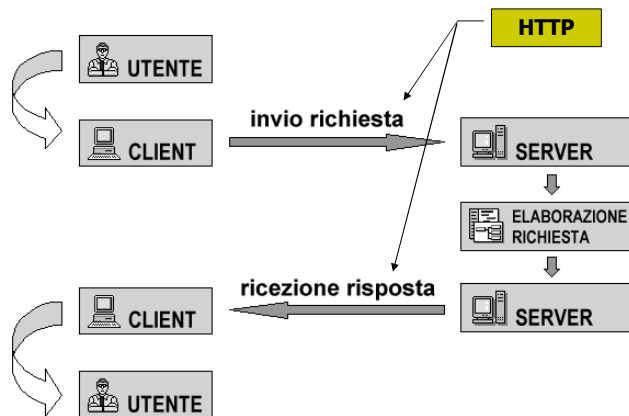 HTTP
UTENTE
invio richiesta
CLIENT
SERVER
ELABORAZIONE
RICHIESTA
ricezione risposta
CLIENT
SERVER
UTENTE